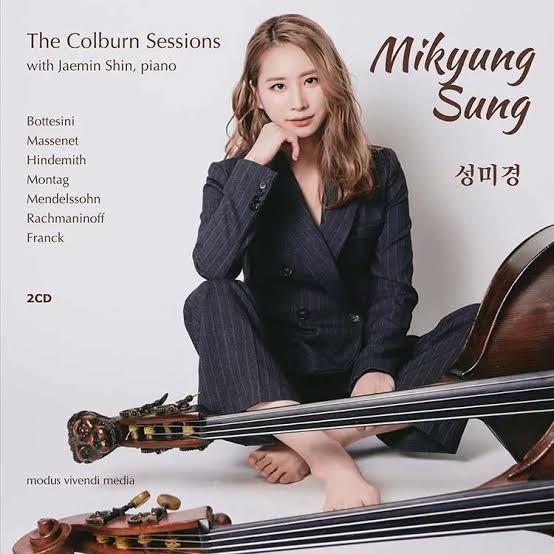 The Colburn Sessions
with Jaemin Shin, piano
Mikyung
Sung
성미경
Bottesini
Massenet
Hindemith
Montag
Mendelssohn
Rachmaninoff
Franck
2CD
modus vivendi media